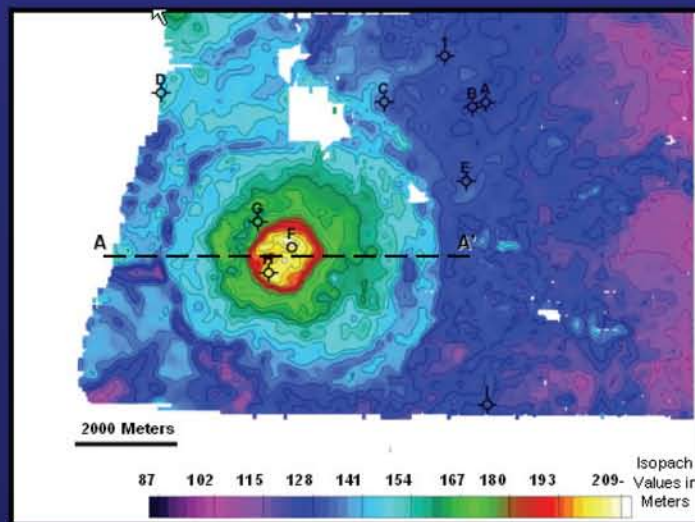 I
D
C
B A
E
G
F
A A'
H
J
2000 Meters
87 102 115 128 141 154 167 180 193 209-
Isopach
Values in
Meters